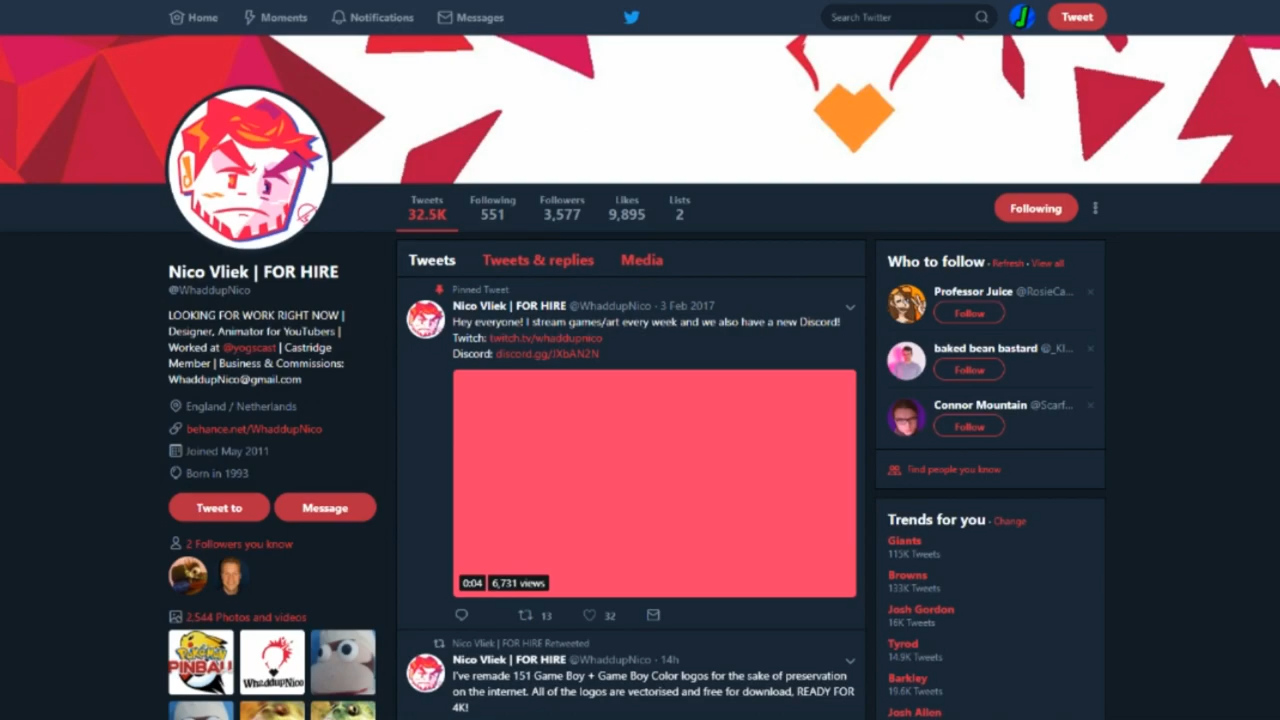 Home
Moments
Notifications
Messages
Search Twitter
Tweet
Tweets
32.5K
Following
551
Followers
3,577
Likes
9,895
Lists
2
Following
Nico Vliek | FOR HIRE
@WhaddupNico
LOOKING FOR WORK RIGHT NOW |
Designer, Animator for YouTubers |
Worked at @yogscast | Castridge
Member | Business & Commissions:
WhaddupNico@gmail.com
England / Netherlands
behance.net/WhaddupNico
Joined May 2011
Born in 1993
Tweet to
Message
2 Followers you know
2,544 Photos and videos
POKéMON
PINBALL
WhaddupNico
Tweets
Tweets & replies
Media
Pinned Tweet
Nico Vliek | FOR HIRE @WhaddupNico · 3 Feb 2017
Hey everyone! I stream games/art every week and we also have a new Discord!
Twitch: twitch.tv/whaddupnico
Discord: discord.gg/JXbAN2N
0:04
6,731 views
13
32
Nico Vliek | FOR HIRE Retweeted
Nico Vliek | FOR HIRE @WhaddupNico · 14h
I've remade 151 Game Boy + Game Boy Color logos for the sake of preservation
on the internet. All of the logos are vectorised and free for download, READY FOR
4K!
Who to follow · Refresh · View all
Professor Juice @RosieCa...
Follow
baked bean bastard @_Kl...
Follow
Connor Mountain @Scarf...
Follow
Find people you know
Trends for you · Change
Giants
115K Tweets
Browns
133K Tweets
Josh Gordon
16K Tweets
Tyrod
14.9K Tweets
Barkley
19.6K Tweets
Josh Allen